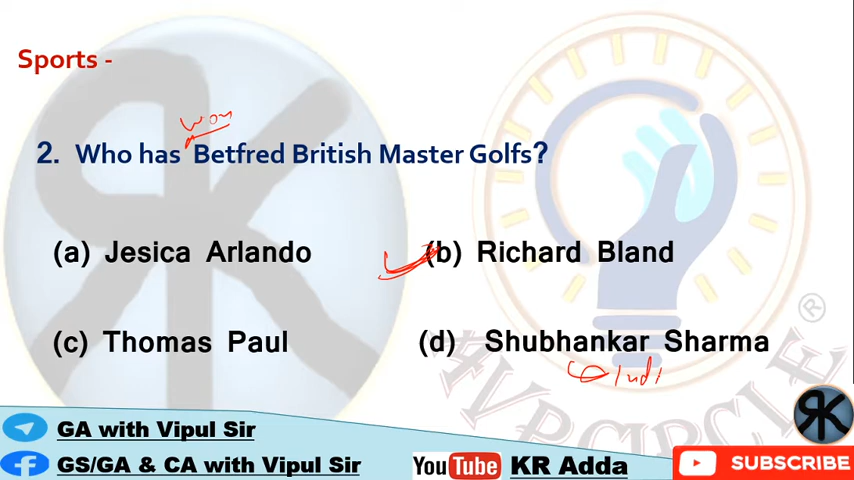 Sports -
won
2. Who has Betfred British Master Golfs?
(a) Jesica Arlando
(b) Richard Bland
(c) Thomas Paul
(d) Shubhankar Sharma
GA with Vipul Sir
GS/GA & CA with Vipul Sir
YouTube KR Adda
SUBSCRIBE